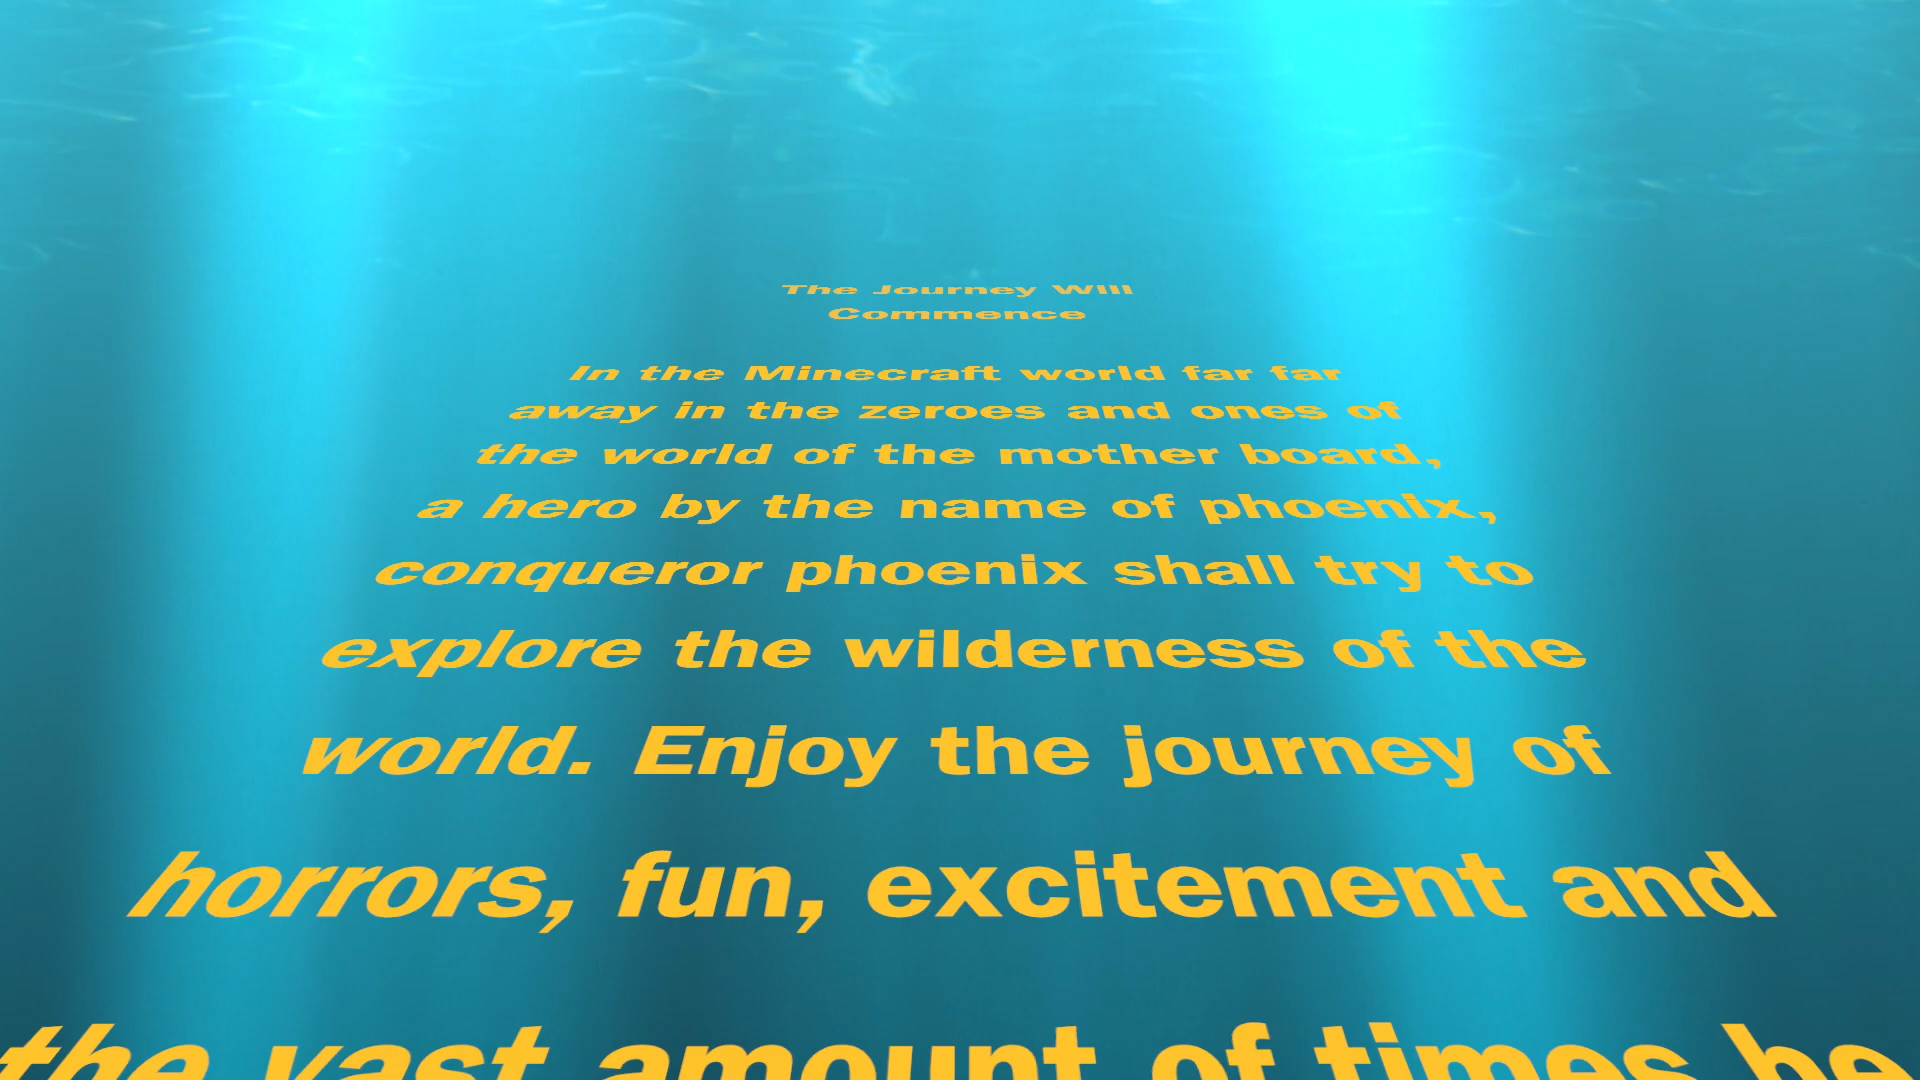 The Journey Will
Commence
In the Minecraft world far far
away in the zeroes and ones of
the world of the mother board,
a hero by the name of phoenix,
conqueror phoenix shall try to
explore the wilderness of the
world. Enjoy the journey of
horrors, fun, excitement and
the vast amount of times he